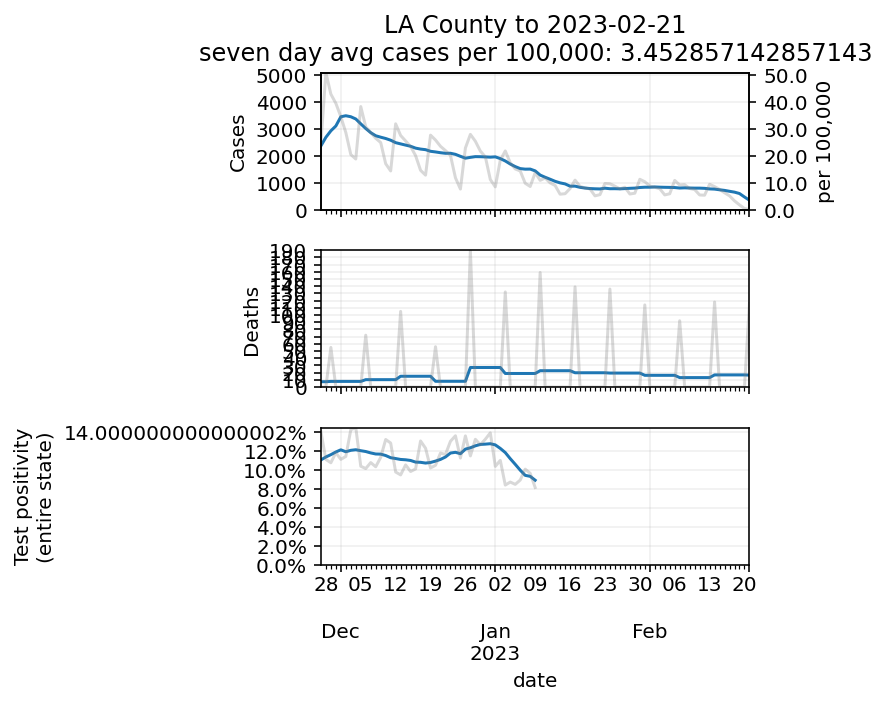 LA County to 2023-02-21
seven day avg cases per 100,000: 3.452857142857143
5000
4000
3000
2000
1000
0
Cases
50.0
40.0
30.0
20.0
10.0
0.0
per 100,000
190
0
Deaths
14.000000000000002%
12.0%
10.0%
8.0%
6.0%
4.0%
2.0%
0.0%
Test positivity
(entire state)
28 05 12 19 26 02 09 16 23 30 06 13 20
Dec Jan Feb
2023
date